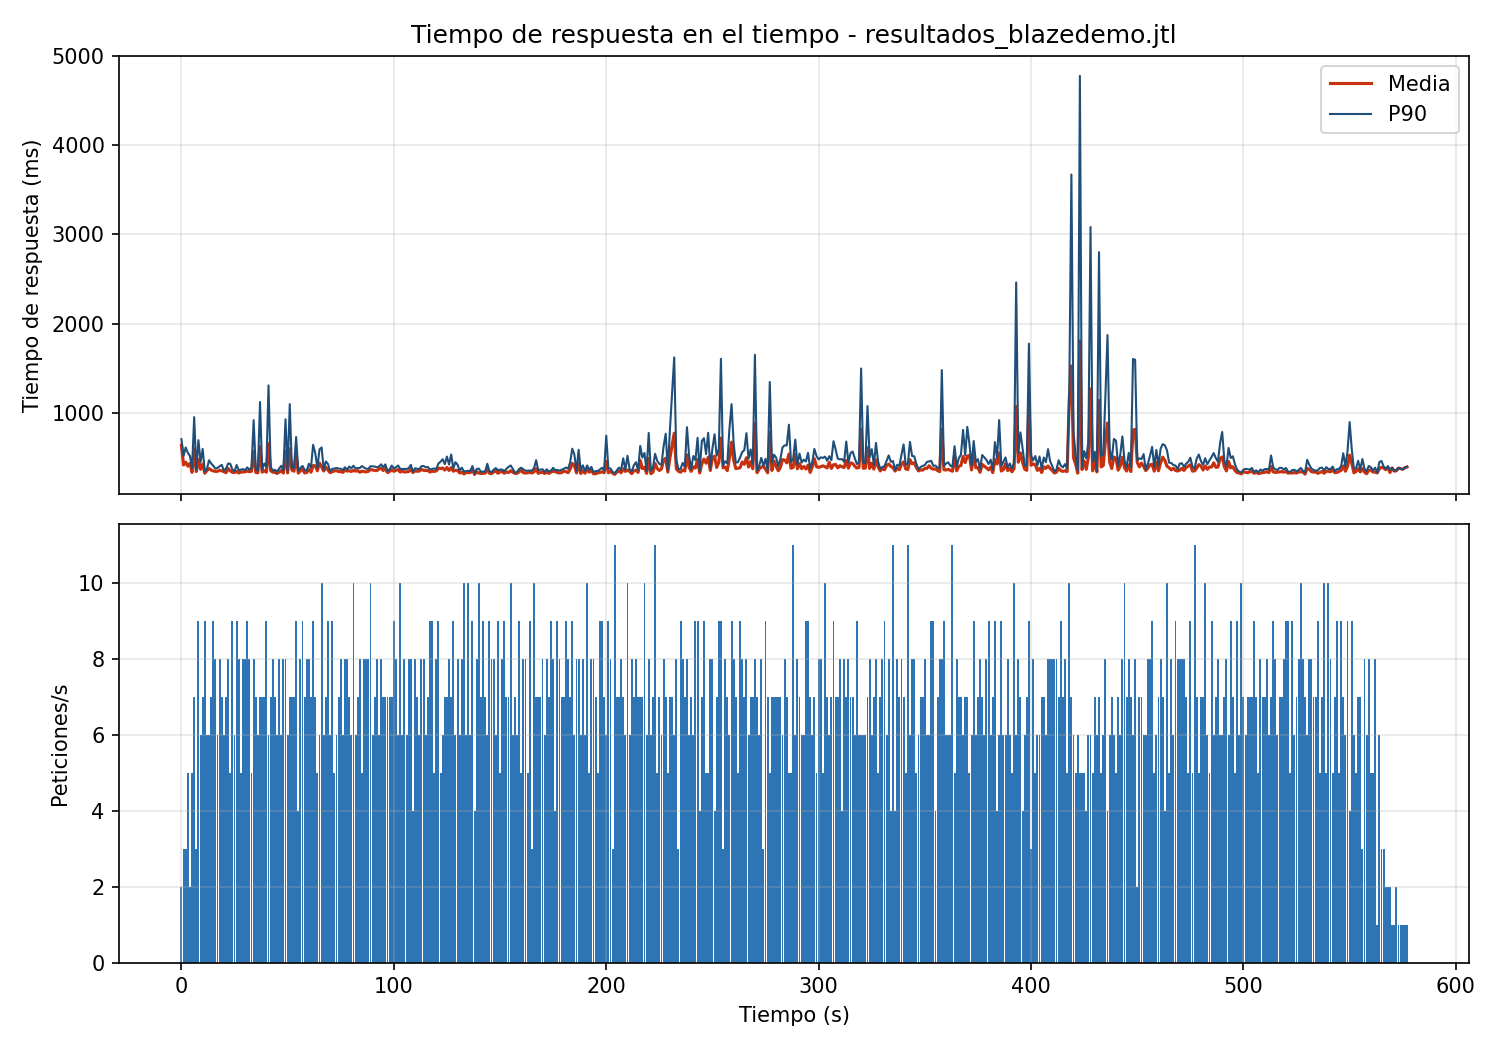 Tiempo de respuesta en el tiempo - resultados_blazedemo.jtl
Tiempo de respuesta (ms)
5000
4000
3000
2000
1000
Media
P90
Peticiones/s
10
8
6
4
2
0
0 100 200 300 400 500 600
Tiempo (s)